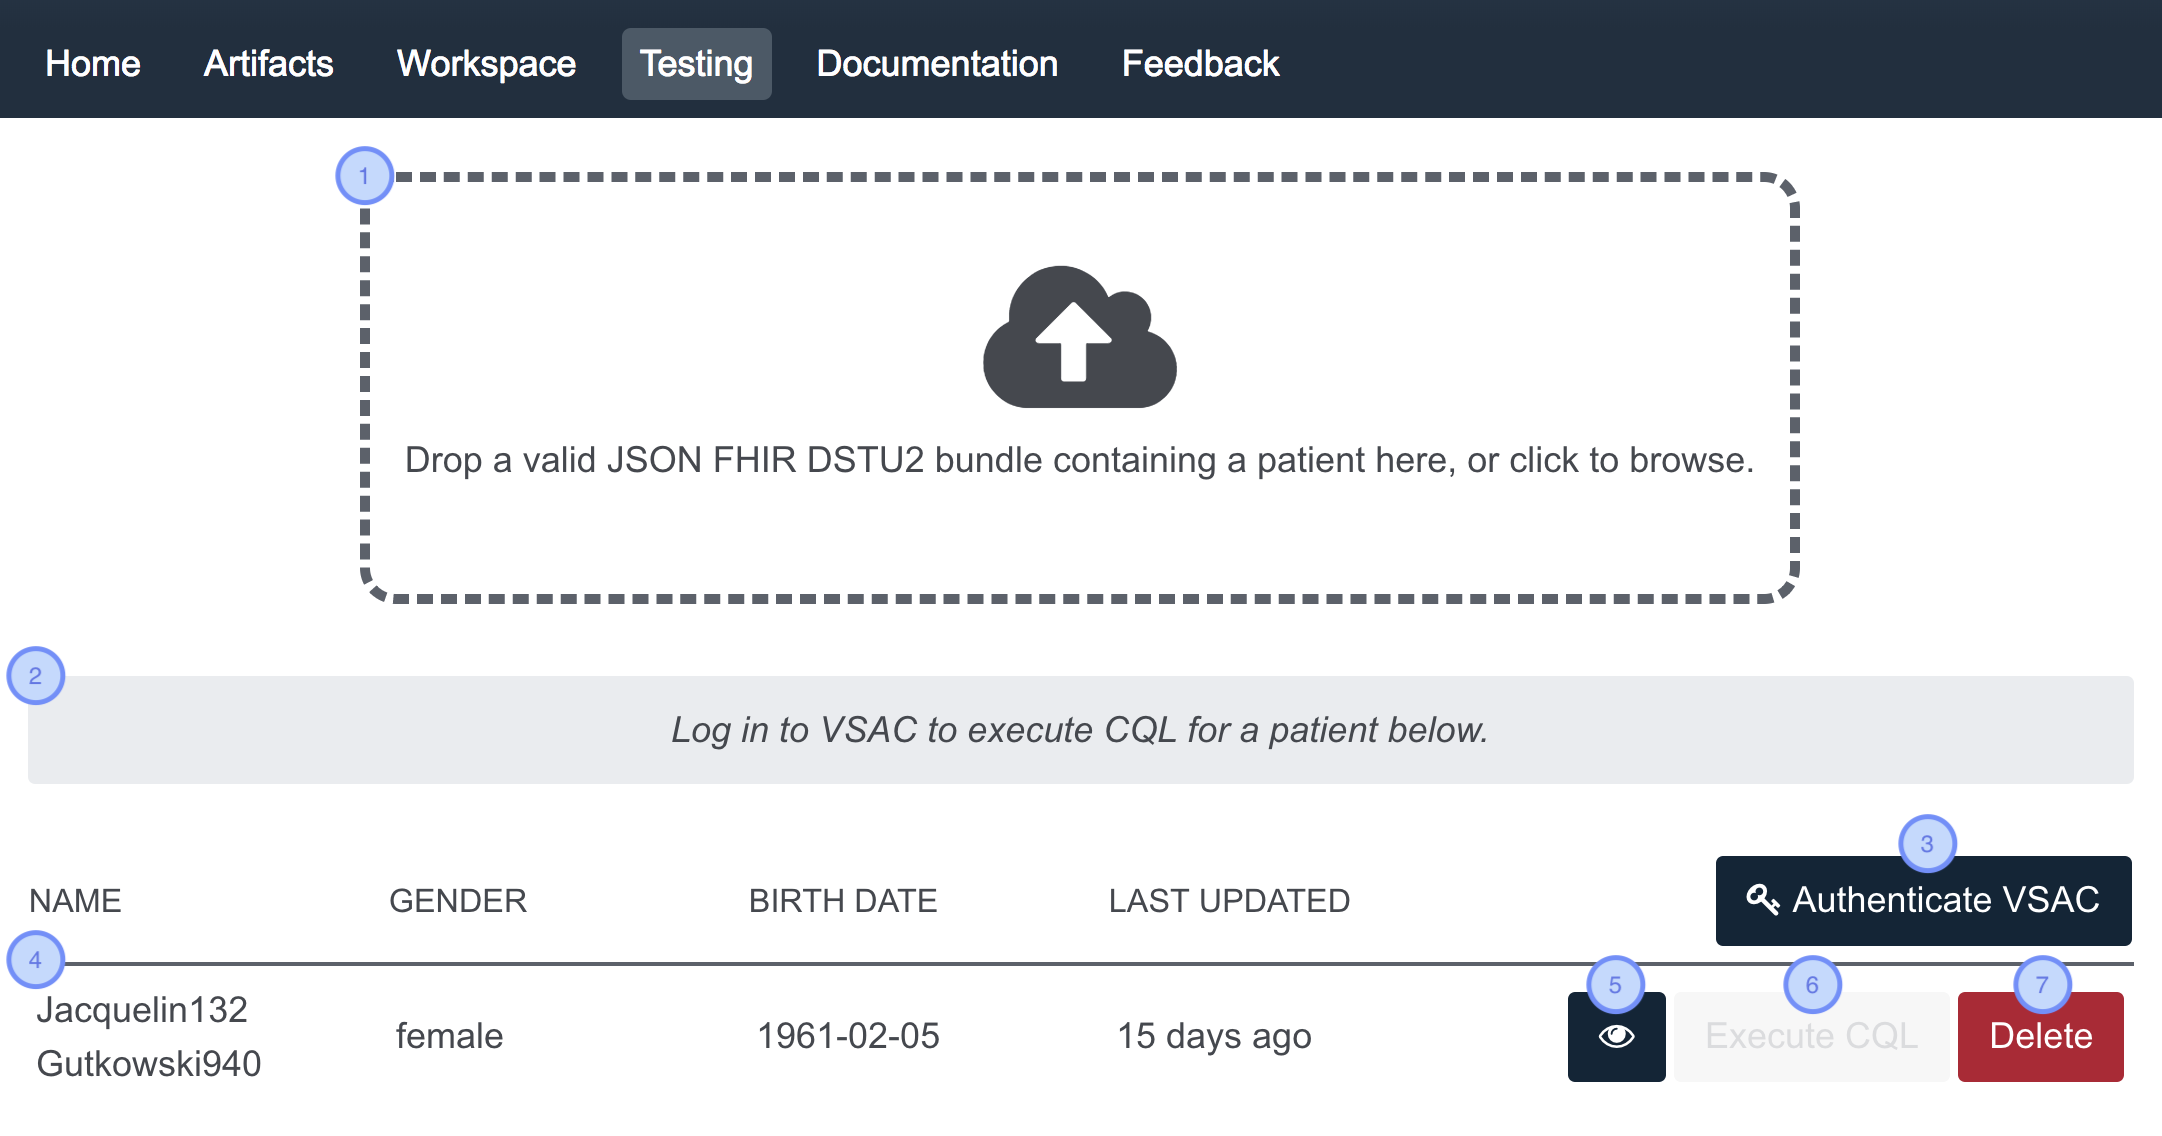 Home Artifacts Workspace Testing Documentation Feedback
1
Drop a valid JSON FHIR DSTU2 bundle containing a patient here, or click to browse.
2
Log in to VSAC to execute CQL for a patient below.
3
NAME GENDER BIRTH DATE LAST UPDATED Authenticate VSAC
4
5 6 7
Jacquelin132
Gutkowski940
female 1961-02-05 15 days ago Execute CQL Delete